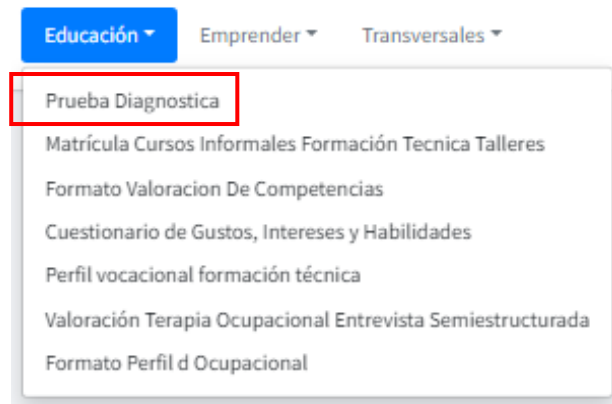 Educación Emprender Transversales
Prueba Diagnostica
Matrícula Cursos Informales Formación Tecnica Talleres
Formato Valoracion De Competencias
Cuestionario de Gustos, Intereses y Habilidades
Perfil vocacional formación técnica
Valoración Terapia Ocupacional Entrevista Semiestructurada
Formato Perfil d Ocupacional